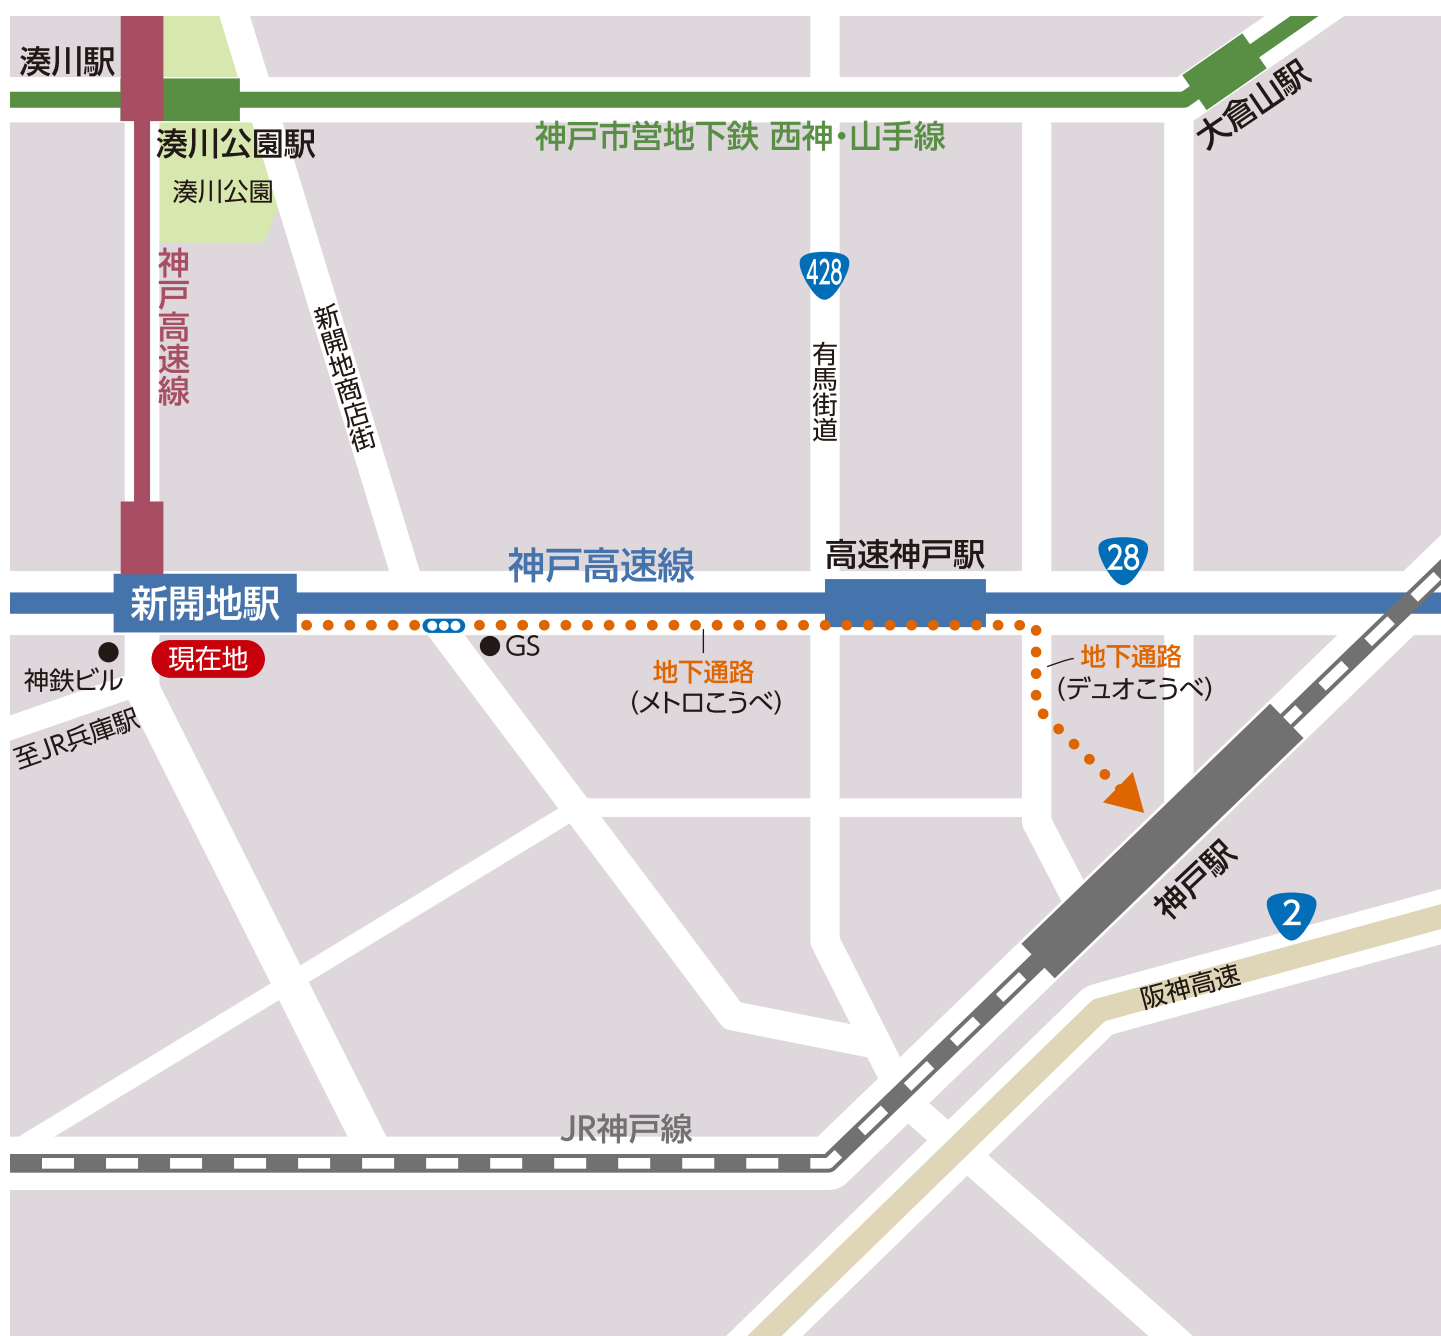 湊川駅
大倉山駅
湊川公園駅
神戸市営地下鉄 西神・山手線
湊川公園
神戸高速線
428
新開地商店街
有馬街道
神戸高速線
高速神戸駅
28
新開地駅
GS
現在地
神鉄ビル
地下通路
(メトロこうべ)
地下通路
(デュオこうべ)
至JR兵庫駅
神戸駅
2
阪神高速
JR神戸線